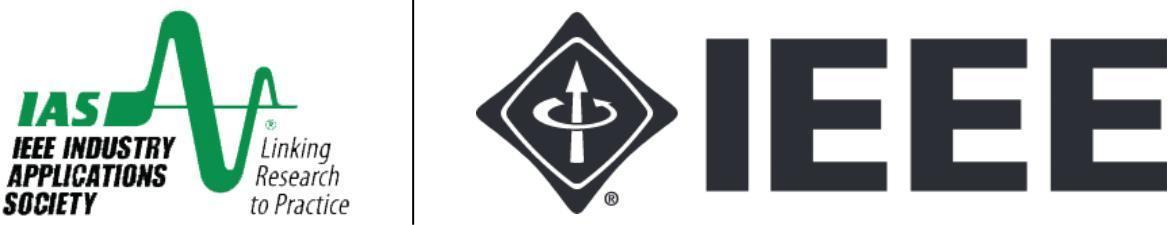 IAS
®
IEEE INDUSTRY
APPLICATIONS
SOCIETY
Linking
Research
to Practice
®
IEEE